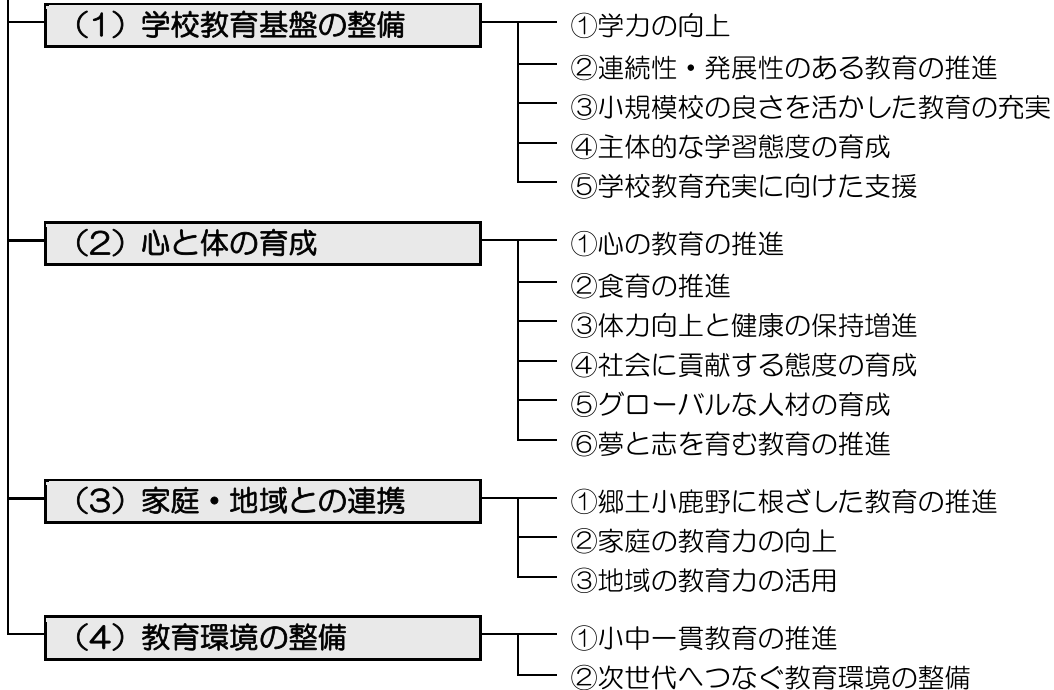 （1）学校教育基盤の整備
①学力の向上
②連続性・発展性のある教育の推進
③小規模校の良さを活かした教育の充実
④主体的な学習態度の育成
⑤学校教育充実に向けた支援
（2）心と体の育成
①心の教育の推進
②食育の推進
③体力向上と健康の保持増進
④社会に貢献する態度の育成
⑤グローバルな人材の育成
⑥夢と志を育む教育の推進
（3）家庭・地域との連携
①郷土小鹿野に根ざした教育の推進
②家庭の教育力の向上
③地域の教育力の活用
（4）教育環境の整備
①小中一貫教育の推進
②次世代へつなぐ教育環境の整備